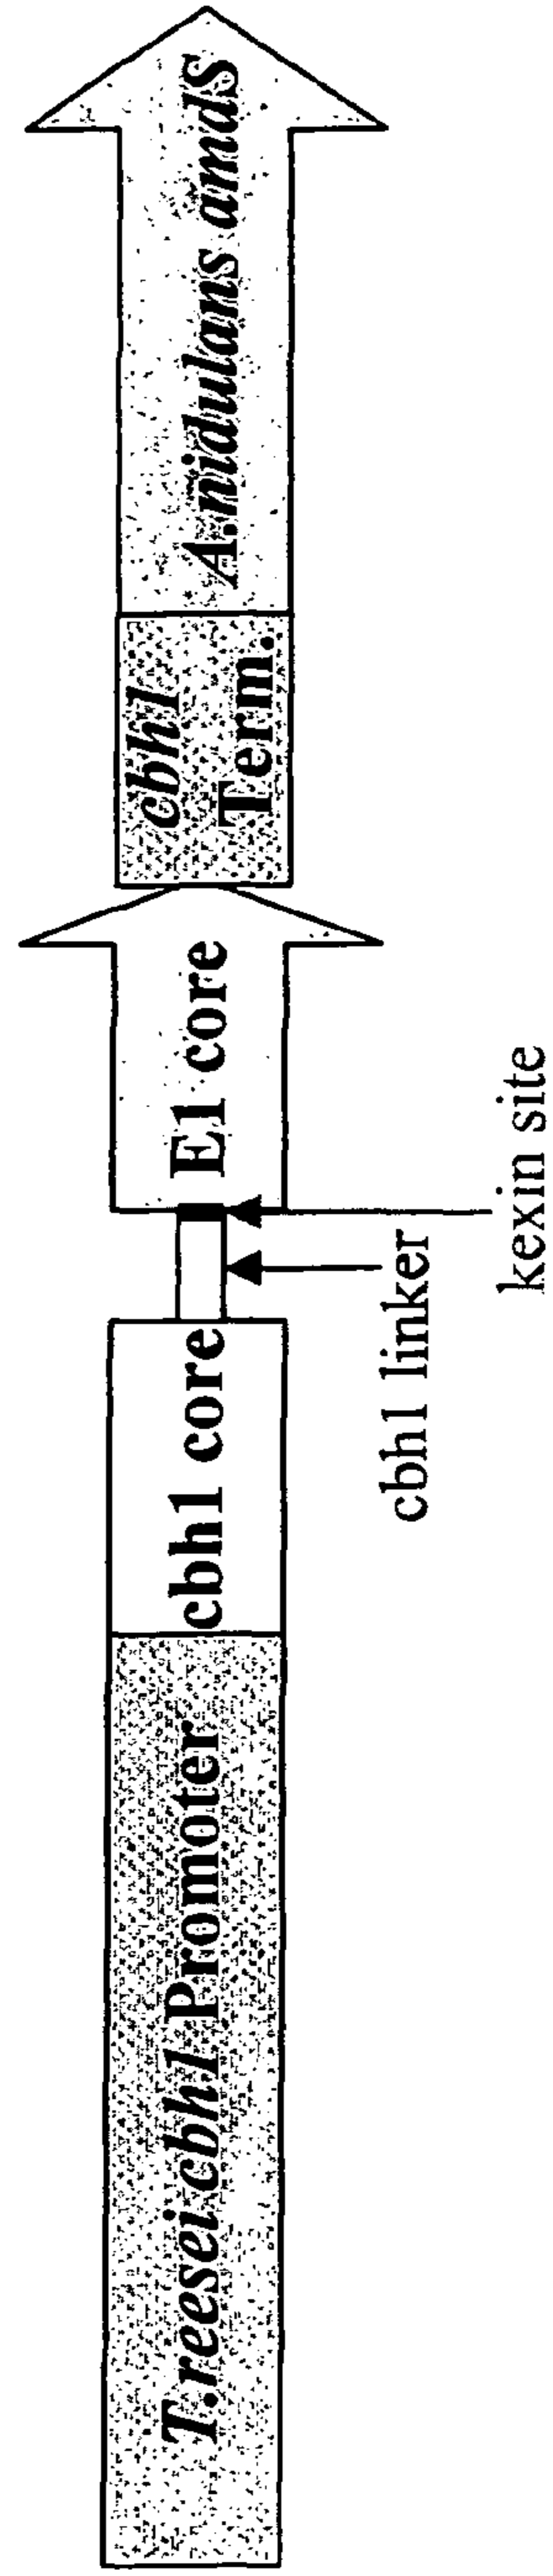 T.reesei cbh1 Promoter
cbh1 core
cbh1 linker
kexin site
E1 core
cbh1
Term.
A.nidulans amdS